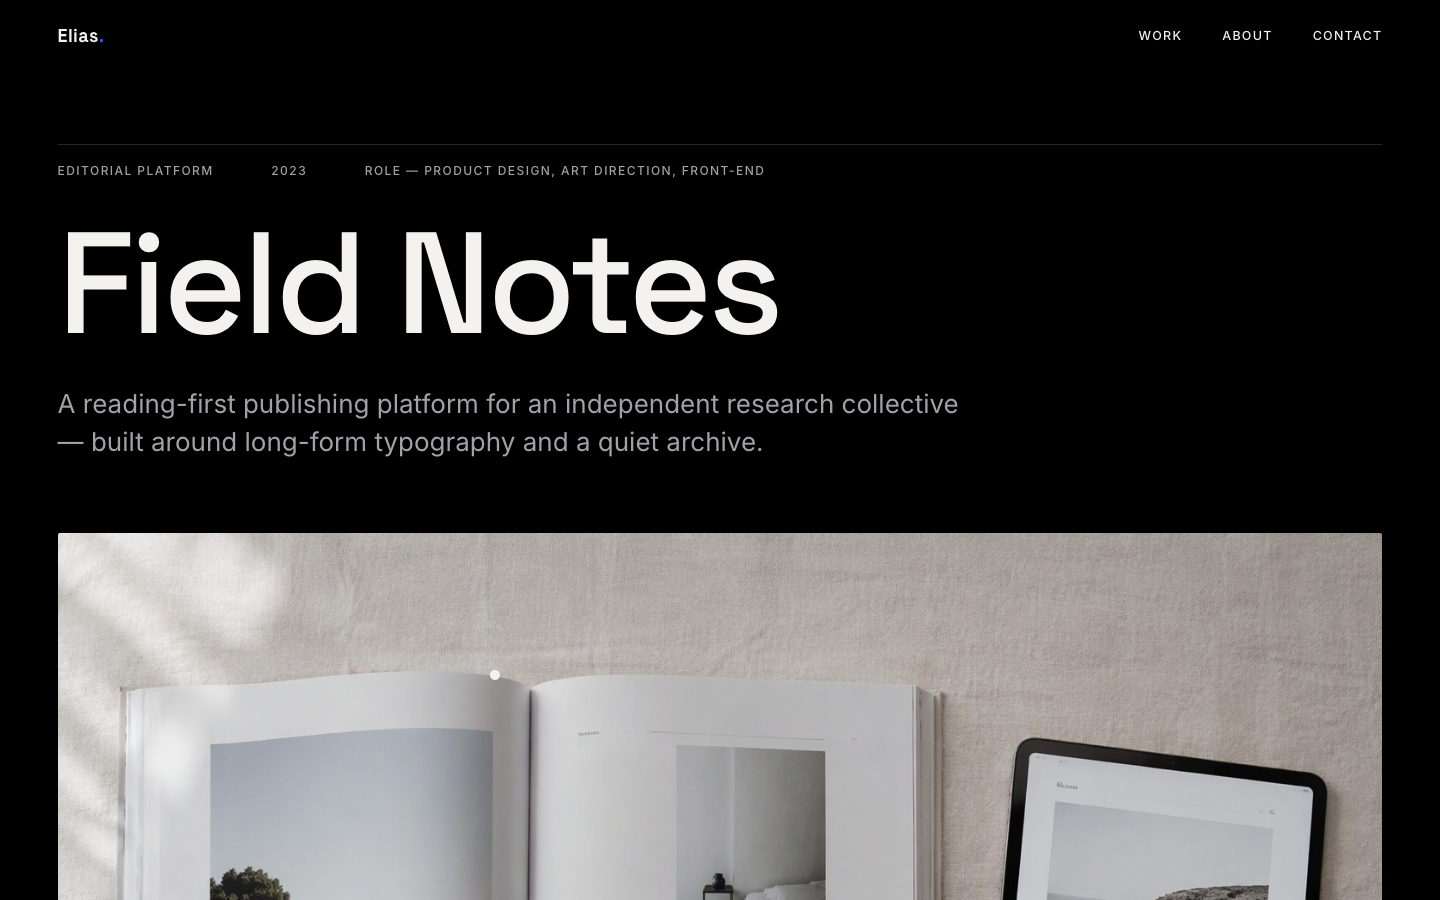 Elias.
WORK ABOUT CONTACT
EDITORIAL PLATFORM 2023 ROLE — PRODUCT DESIGN, ART DIRECTION, FRONT-END
Field Notes
A reading-first publishing platform for an independent research collective
— built around long-form typography and a quiet archive.